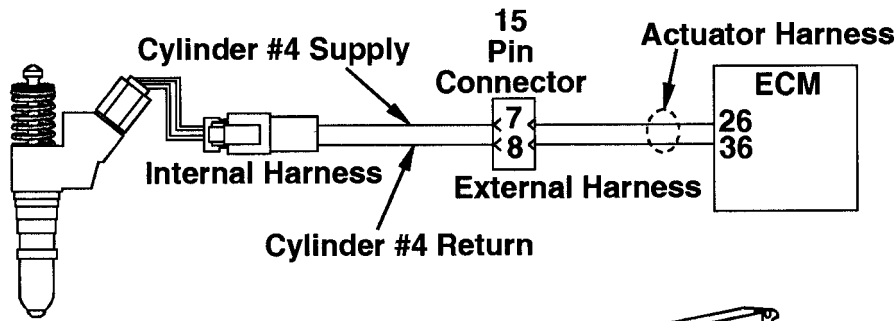 15
Pin
Connector
Cylinder #4 Supply
Actuator Harness
ECM
7
8
26
36
Internal Harness
External Harness
Cylinder #4 Return